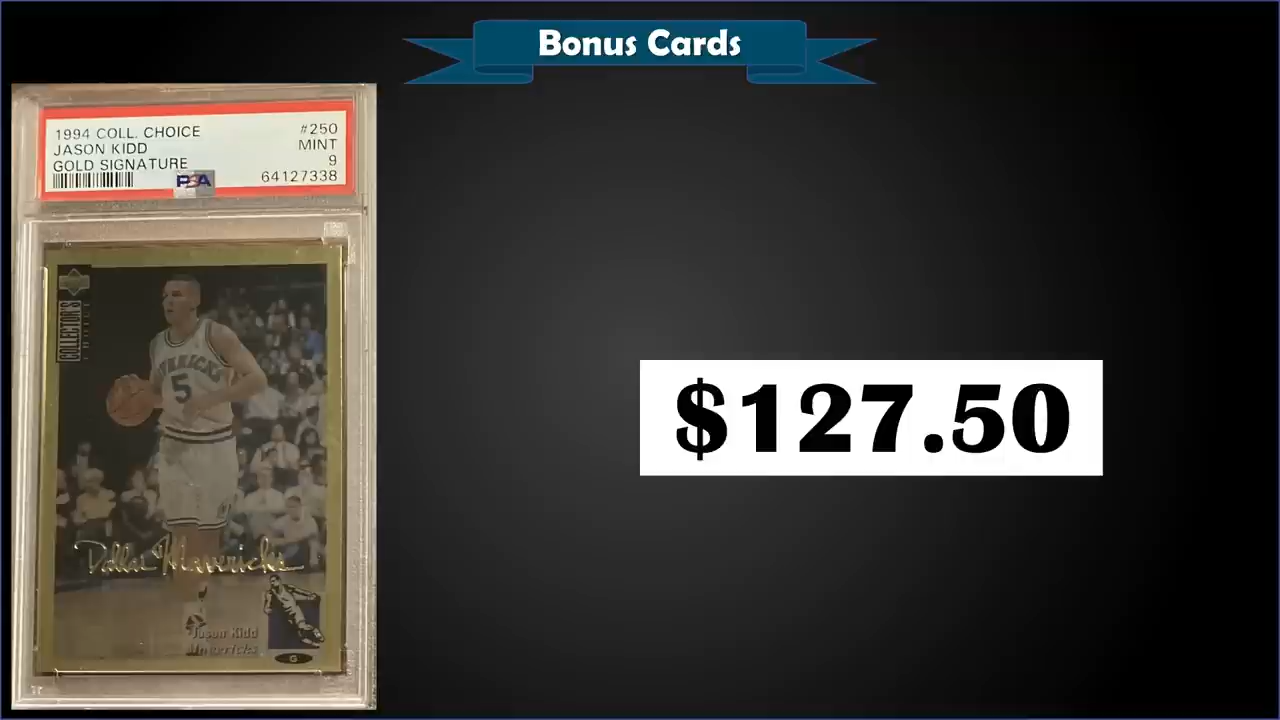 Bonus Cards
1994 COLL. CHOICE #250
JASON KIDD MINT
GOLD SIGNATURE 9
PSA 64127338
COLLECTOR'S
MAVERICKS
5
$127.50
Dallas Mavericks
Jason Kidd
Mavericks
G